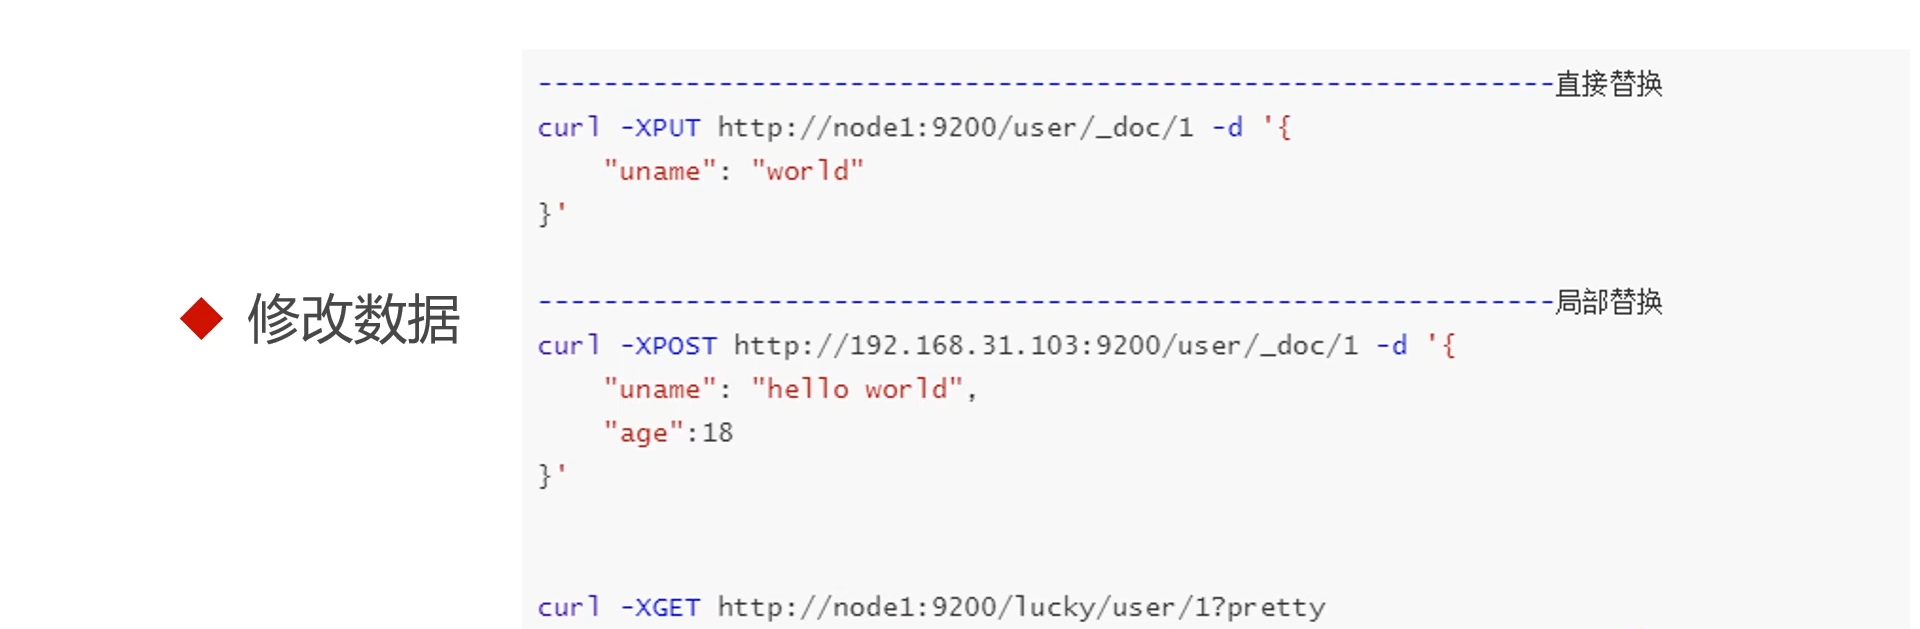 ------------------------------------------------------------直接替换
curl -XPUT http://node1:9200/user/_doc/1 -d '{
    "uname": "world"
}'
修改数据
------------------------------------------------------------局部替换
curl -XPOST http://192.168.31.103:9200/user/_doc/1 -d '{
    "uname": "hello world",
    "age":18
}'
curl -XGET http://node1:9200/lucky/user/1?pretty